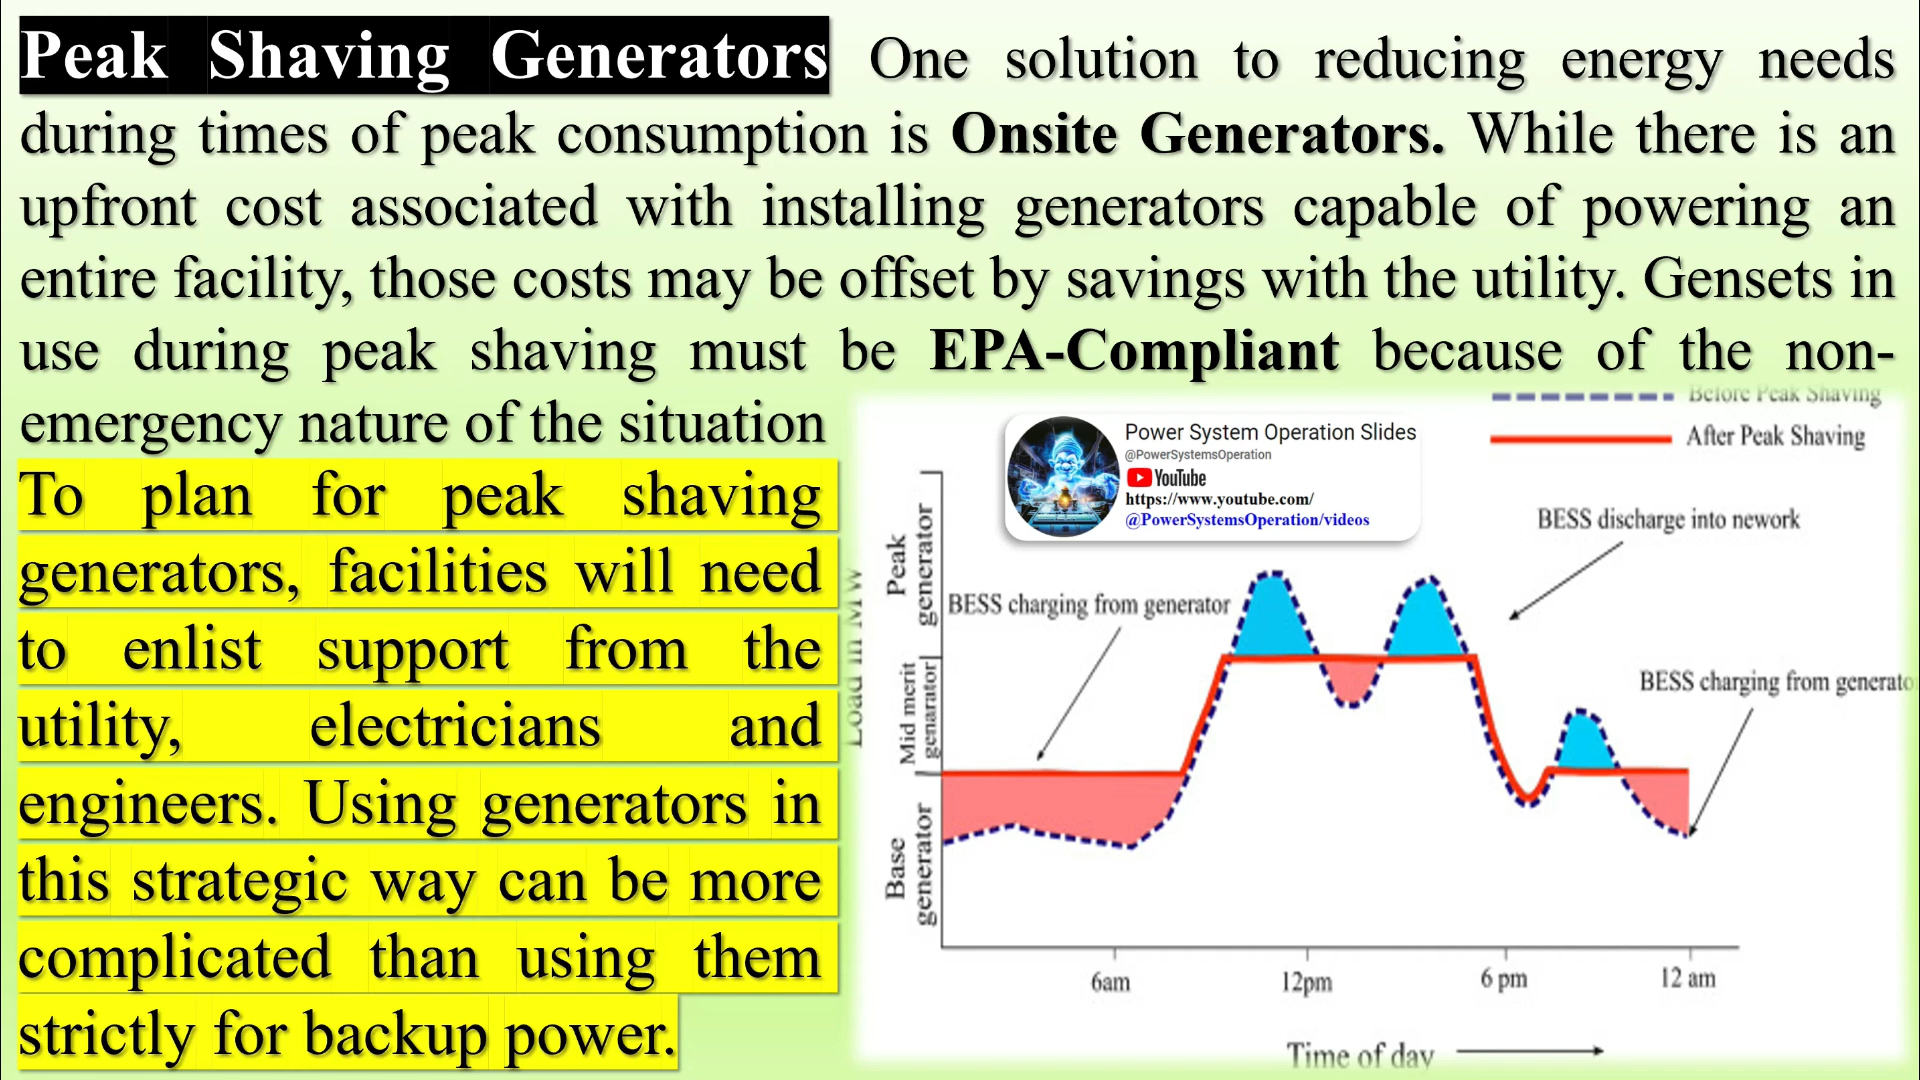 Peak Shaving Generators One solution to reducing energy needs
during times of peak consumption is Onsite Generators. While there is an
upfront cost associated with installing generators capable of powering an
entire facility, those costs may be offset by savings with the utility. Gensets in
use during peak shaving must be EPA-Compliant because of the non-
emergency nature of the situation
To plan for peak shaving
generators, facilities will need
to enlist support from the
utility, electricians and
engineers. Using generators in
this strategic way can be more
complicated than using them
strictly for backup power.
Before Peak Shaving
After Peak Shaving
Power System Operation Slides
@PowerSystemsOperation
YouTube
https://www.youtube.com/
@PowerSystemsOperation/videos
BESS discharge into nework
BESS charging from generator
BESS charging from generato
Load in MW
Peak
generator
Mid merit
genarator
Base
generator
6am
12pm
6 pm
12 am
Time of day